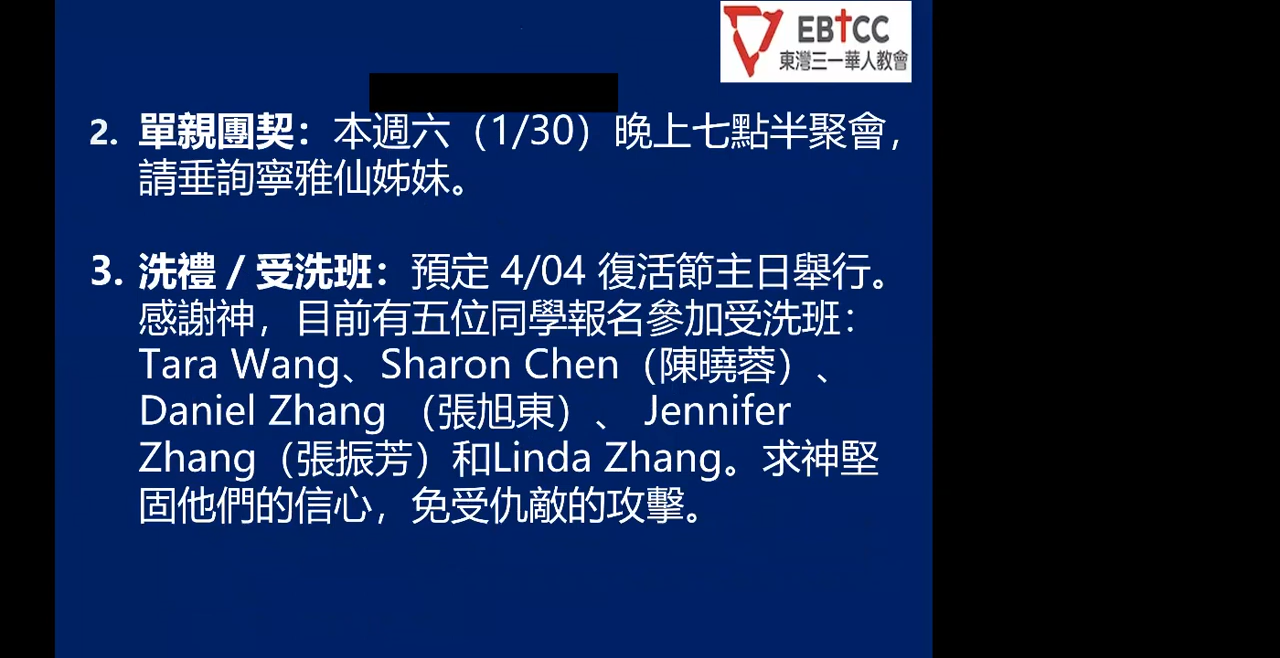 EBTCC
東灣三一華人教會
2. 單親團契：本週六（1/30）晚上七點半聚會，
請垂詢寧雅仙姊妹。
3. 洗禮 / 受洗班：預定 4/04 復活節主日舉行。
感謝神，目前有五位同學報名參加受洗班：
Tara Wang、Sharon Chen（陳曉蓉）、
Daniel Zhang （張旭東）、 Jennifer
Zhang（張振芳）和Linda Zhang。求神堅
固他們的信心，免受仇敵的攻擊。